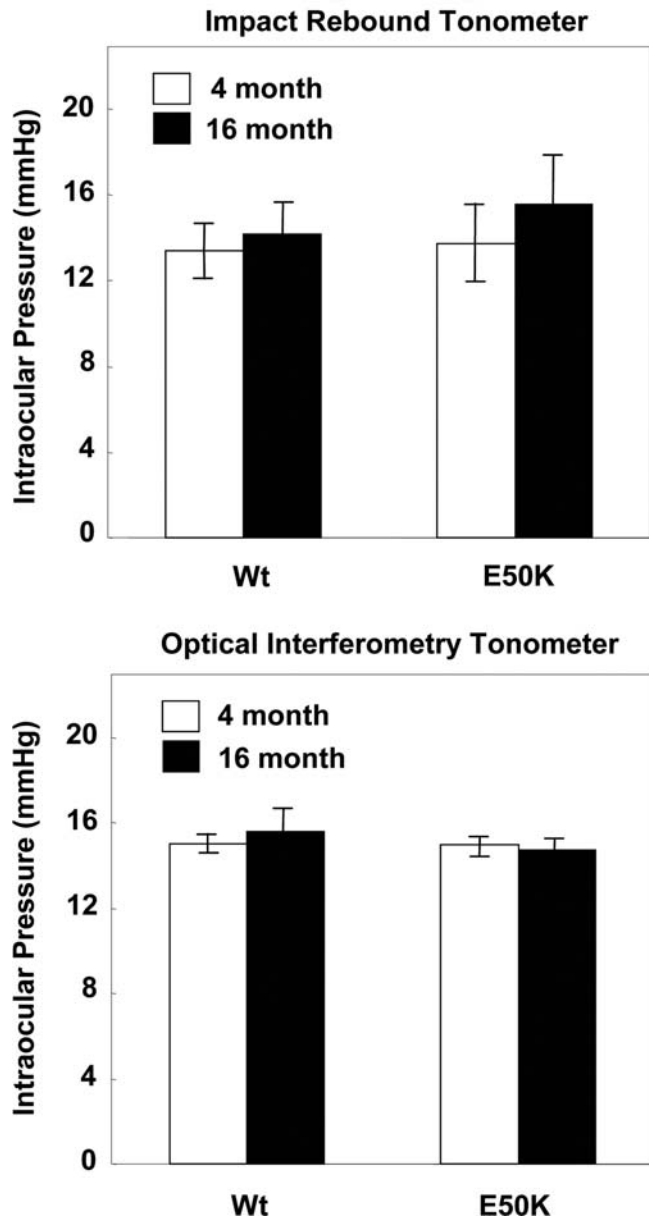 Impact Rebound Tonometer
4 month
16 month
Intraocular Pressure (mmHg)
20
16
12
8
4
0
Wt E50K
Optical Interferometry Tonometer
4 month
16 month
Intraocular Pressure (mmHg)
20
16
12
8
4
0
Wt E50K